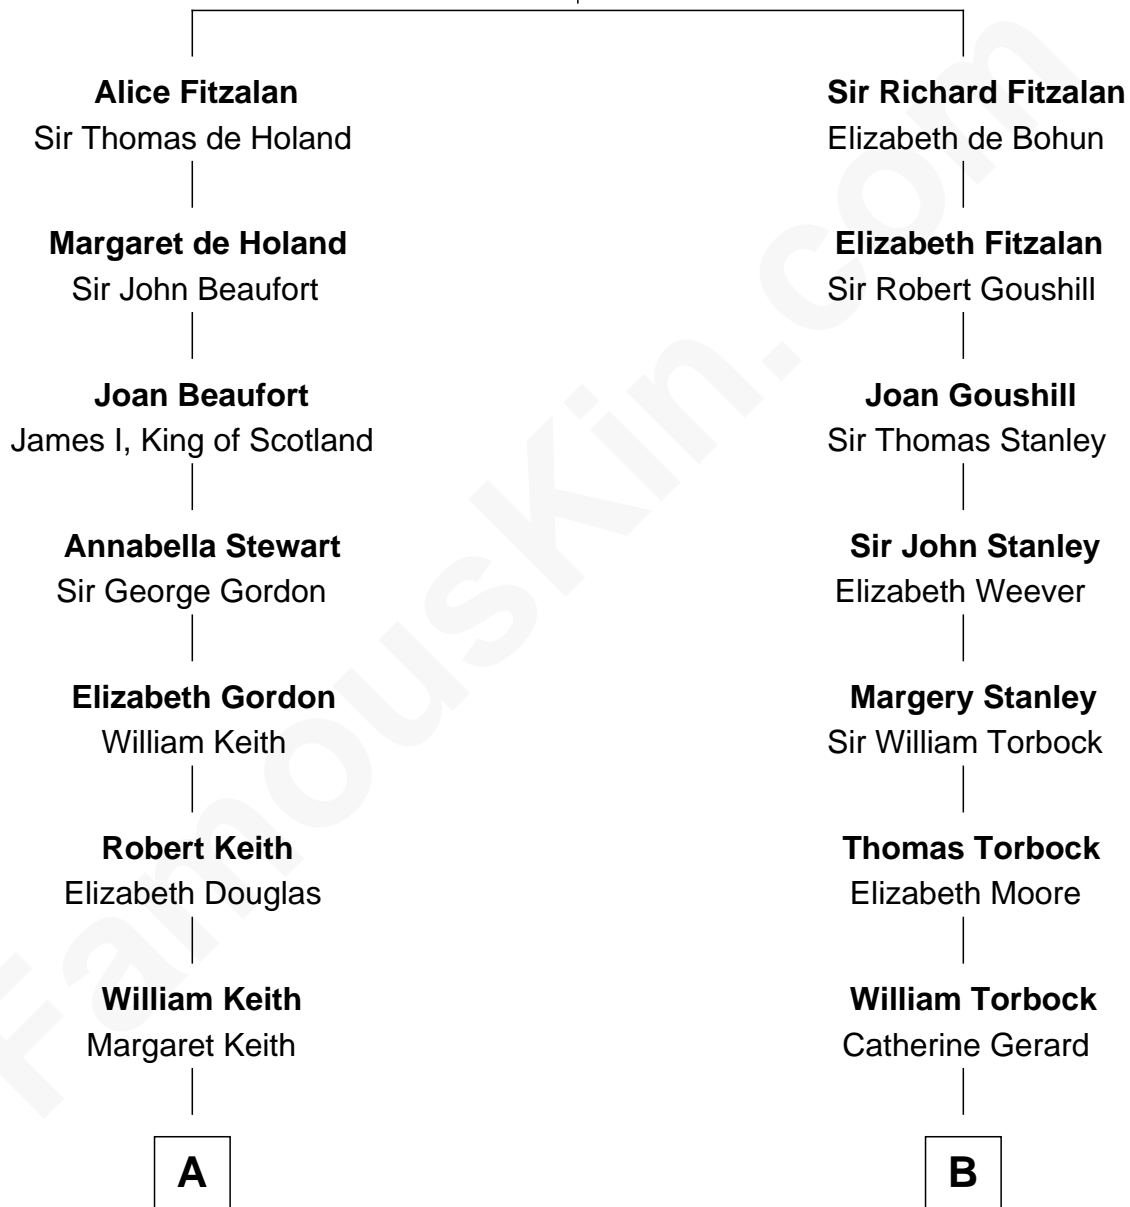 Alice Fitzalan
Sir Thomas de Holand
Margaret de Holand
Sir John Beaufort
Joan Beaufort
James I, King of Scotland
Annabella Stewart
Sir George Gordon
Elizabeth Gordon
William Keith
Robert Keith
Elizabeth Douglas
William Keith
Margaret Keith
A
Sir Richard Fitzalan
Elizabeth de Bohun
Elizabeth Fitzalan
Sir Robert Goushill
Joan Goushill
Sir Thomas Stanley
Sir John Stanley
Elizabeth Weever
Margery Stanley
Sir William Torbock
Thomas Torbock
Elizabeth Moore
William Torbock
Catherine Gerard
B
FamousKin.com